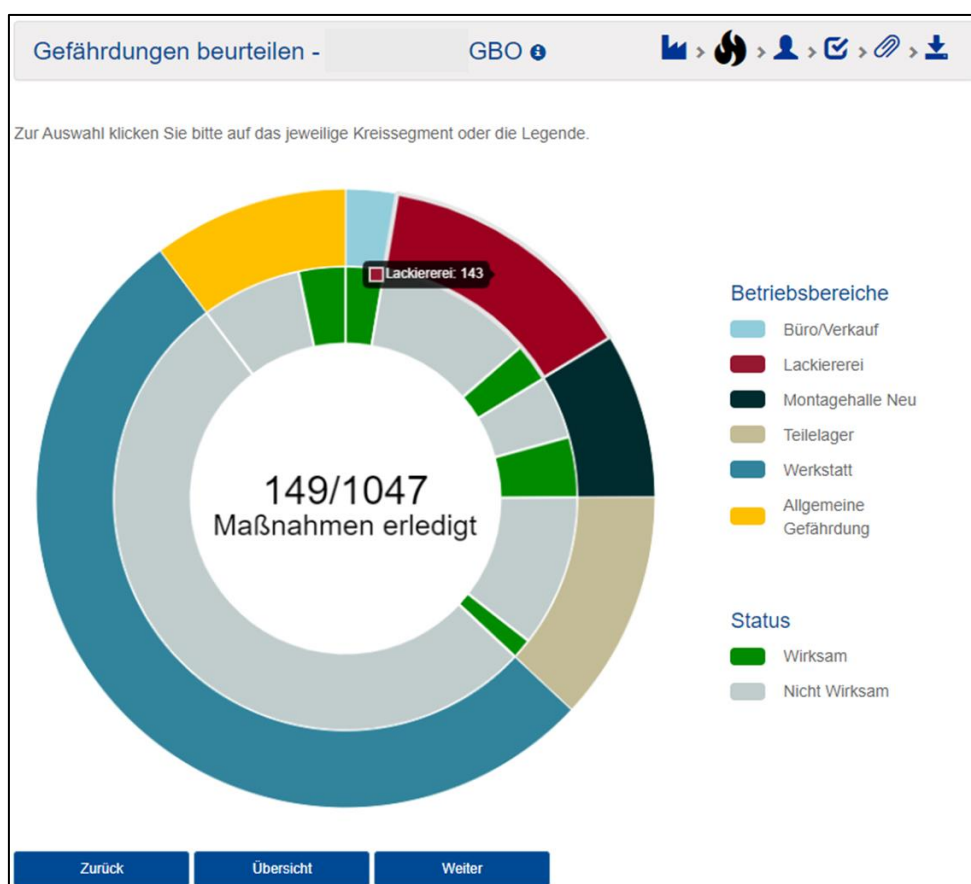 Gefährdungen beurteilen - GBO
Zur Auswahl klicken Sie bitte auf das jeweilige Kreissegment oder die Legende.
Lackiererei: 143
149/1047
Maßnahmen erledigt
Betriebsbereiche
Büro/Verkauf
Lackiererei
Montagehalle Neu
Teilelager
Werkstatt
Allgemeine
Gefährdung
Status
Wirksam
Nicht Wirksam
Zurück
Übersicht
Weiter